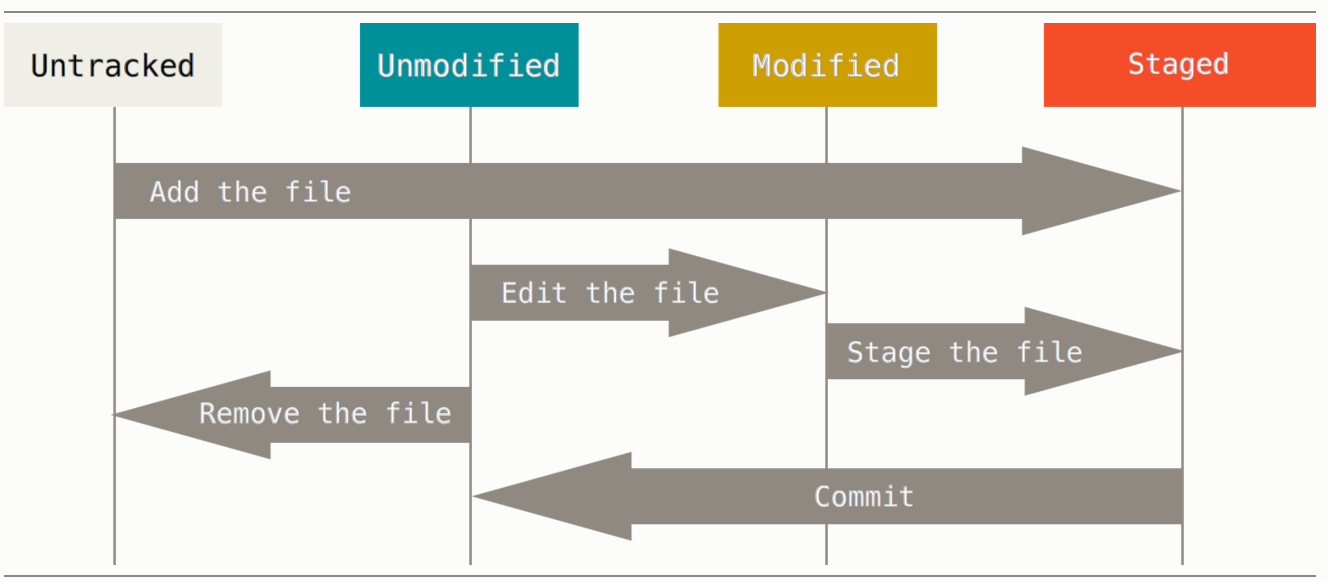 Untracked
Unmodified
Modified
Staged
Add the file
Edit the file
Stage the file
Remove the file
Commit